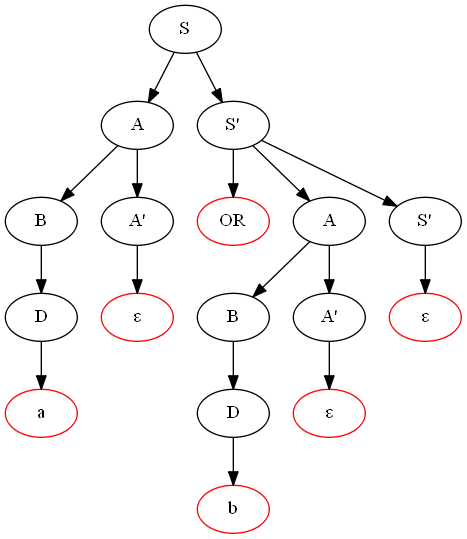 S
A S'
B A' OR A S'
D ε B A' ε
a D ε
b